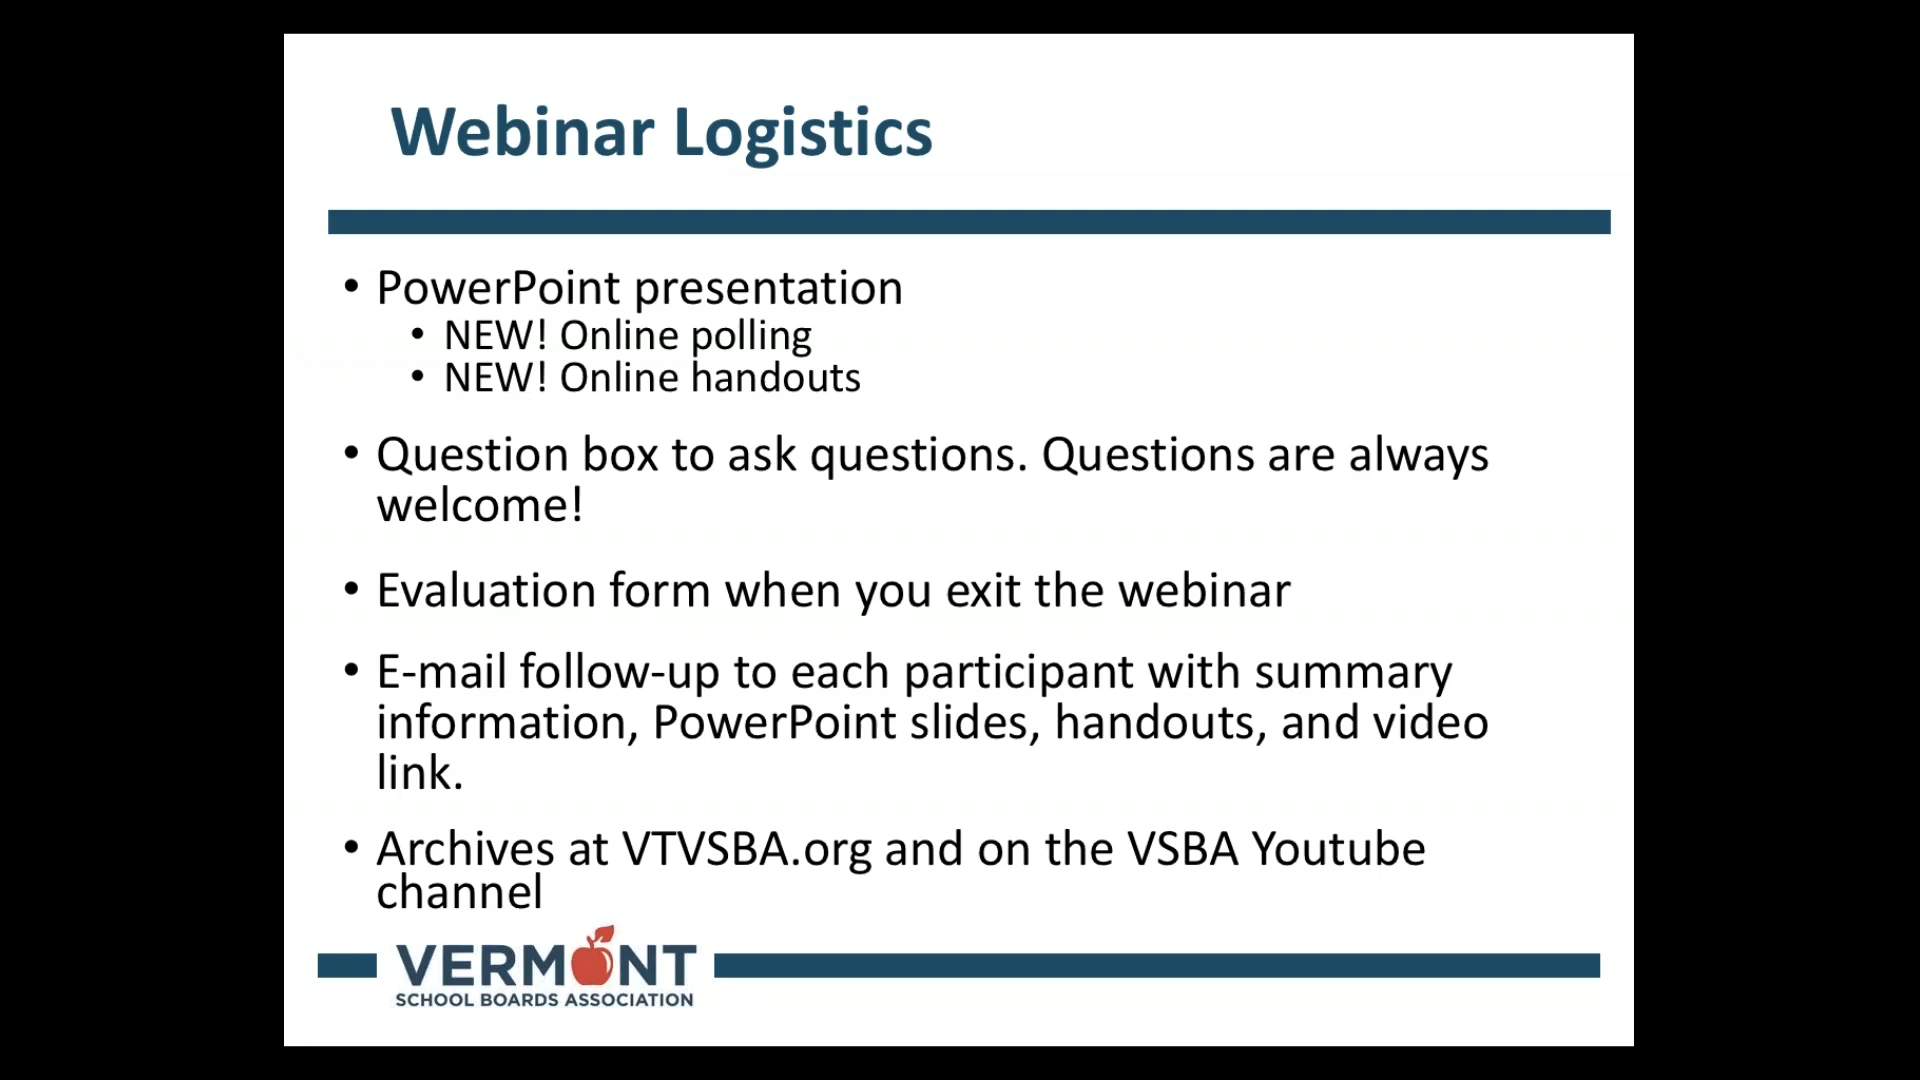 Webinar Logistics
• PowerPoint presentation
• NEW! Online polling
• NEW! Online handouts
• Question box to ask questions. Questions are always
welcome!
• Evaluation form when you exit the webinar
• E-mail follow-up to each participant with summary
information, PowerPoint slides, handouts, and video
link.
• Archives at VTVSBA.org and on the VSBA Youtube
channel
VERMONT
SCHOOL BOARDS ASSOCIATION